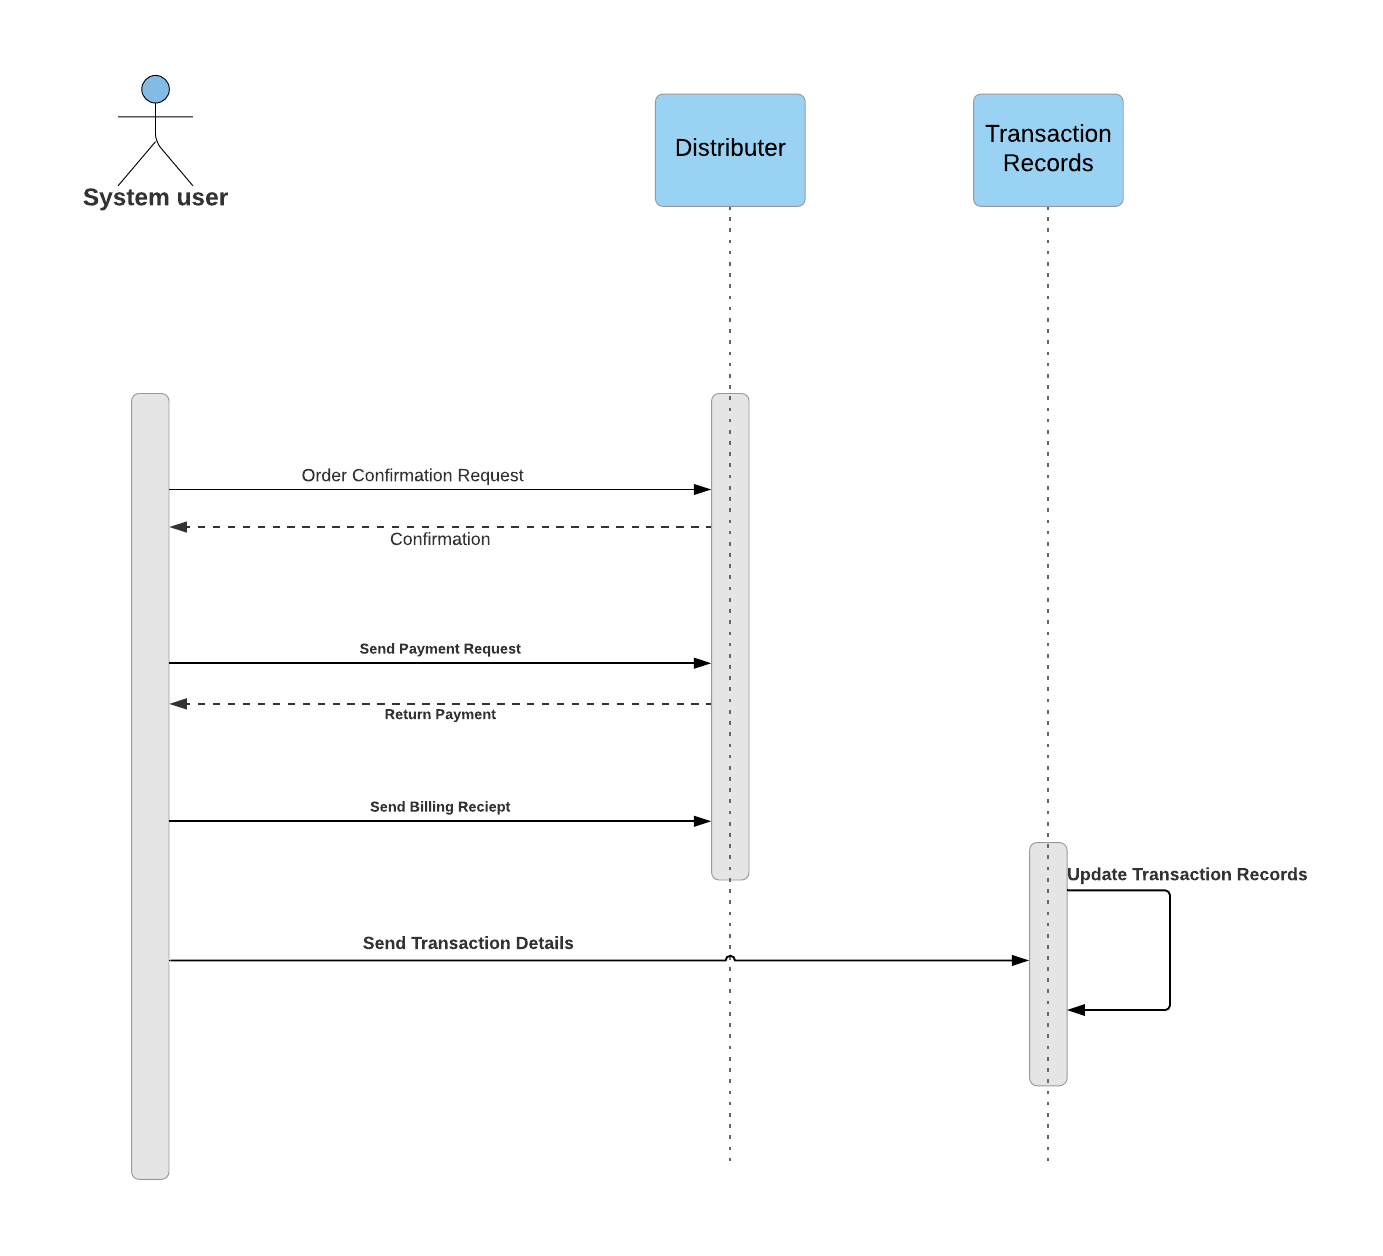 System user
Distributer
Transaction
Records
Order Confirmation Request
Confirmation
Send Payment Request
Return Payment
Send Billing Reciept
Update Transaction Records
Send Transaction Details